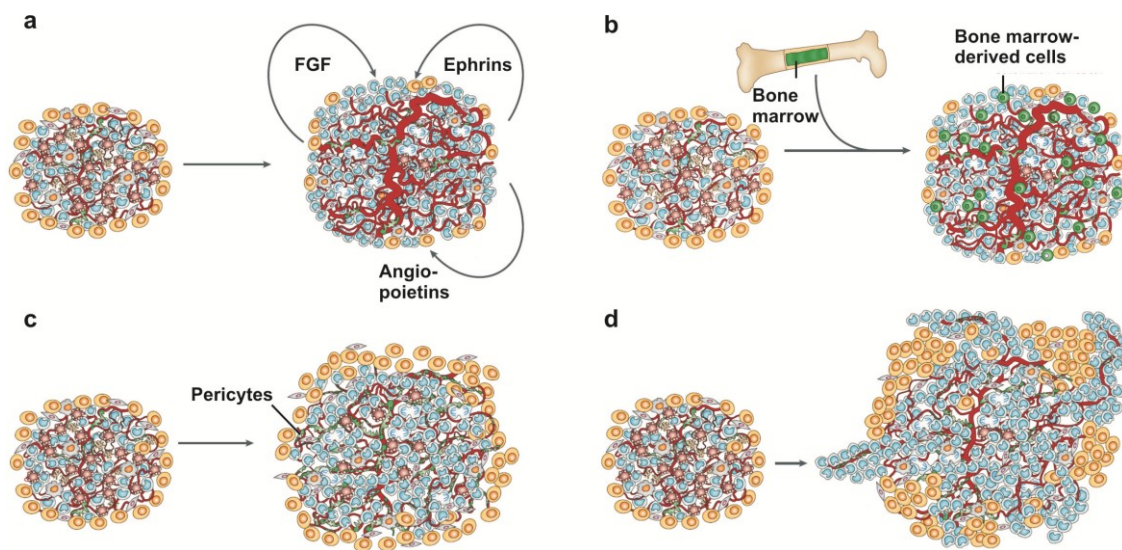 a
FGF
Ephrins
Angio-
poietins
b
Bone
marrow
Bone marrow-
derived cells
c
Pericytes
d